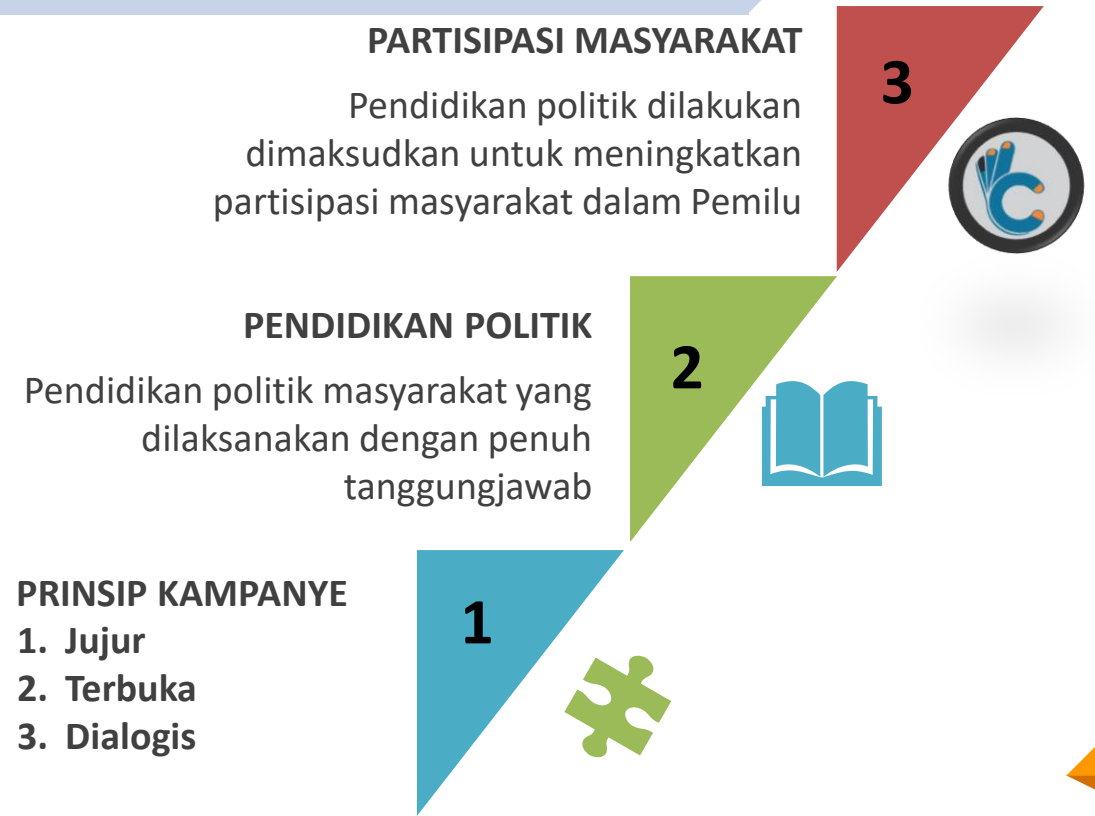 PARTISIPASI MASYARAKAT
3
Pendidikan politik dilakukan
dimaksudkan untuk meningkatkan
partisipasi masyarakat dalam Pemilu
PENDIDIKAN POLITIK
2
Pendidikan politik masyarakat yang
dilaksanakan dengan penuh
tanggungjawab
PRINSIP KAMPANYE
1
1. Jujur
2. Terbuka
3. Dialogis